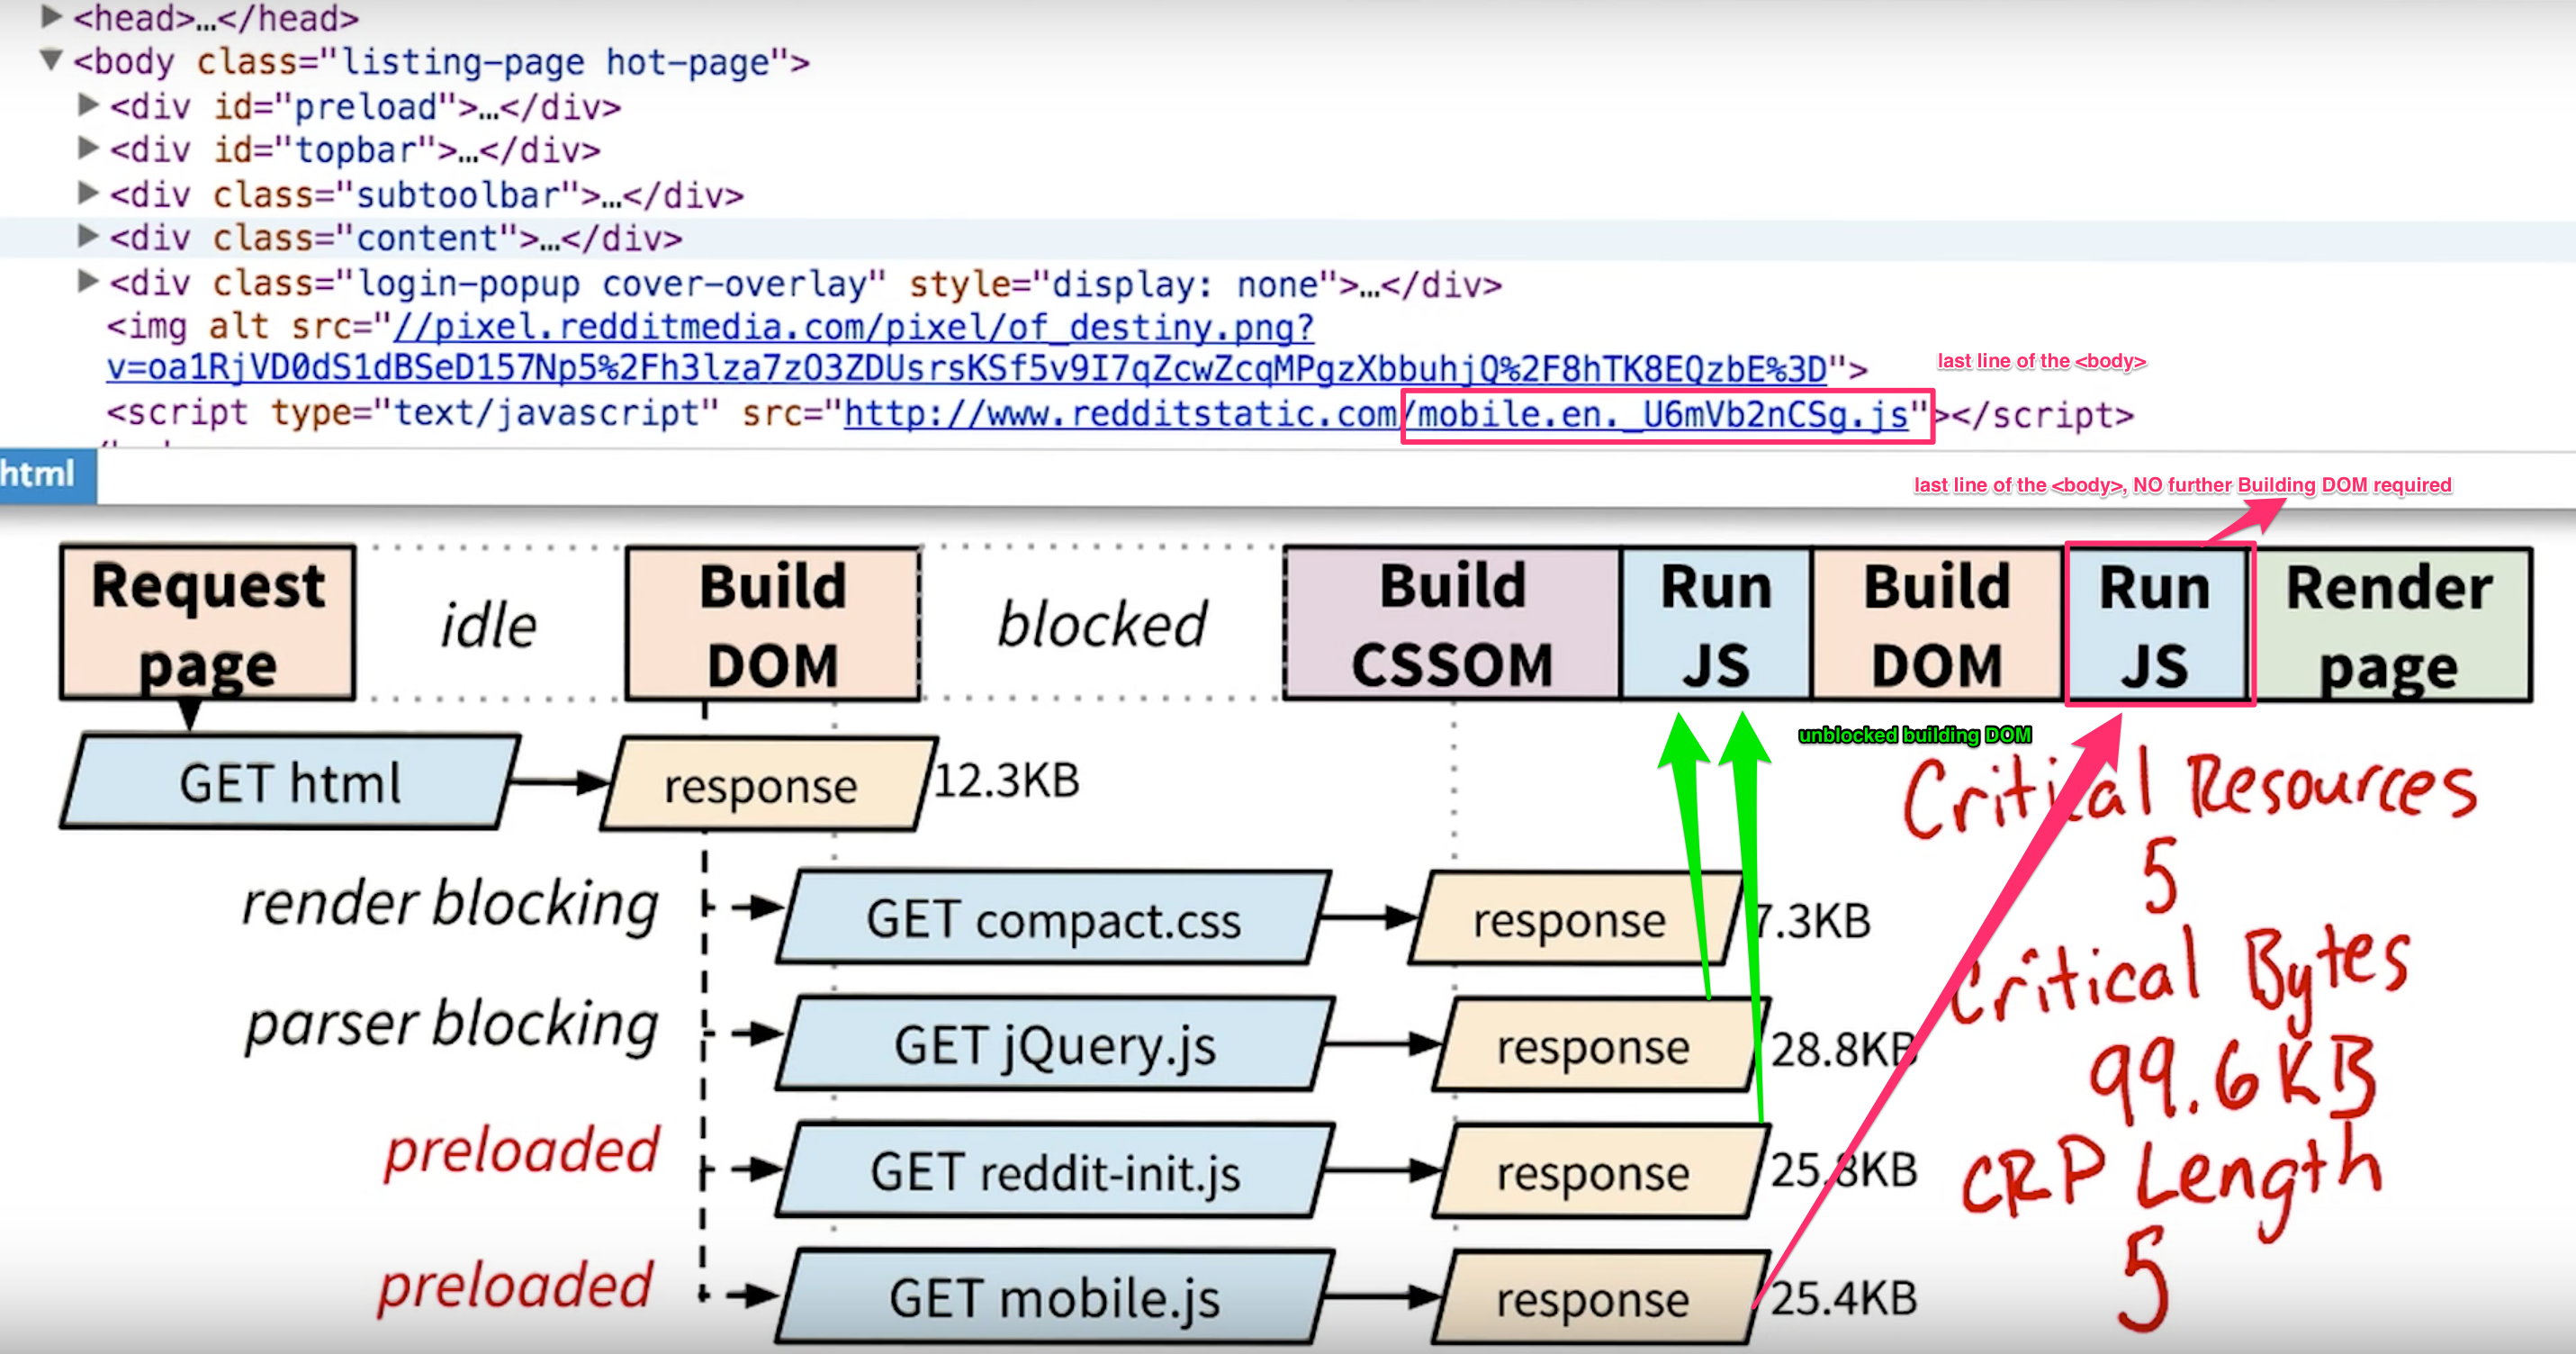 <head>…</head>
<body class="listing-page hot-page">
<div id="preload">…</div>
<div id="topbar">…</div>
<div class="subtoolbar">…</div>
<div class="content">…</div>
<div class="login-popup cover-overlay" style="display: none">…</div>
<img alt src="//pixel.redditmedia.com/pixel/of_destiny.png?
v=oa1RjVD0dS1dBSeD157Np5%2Fh3lza7zO3ZDUsrsKSf5v9I7qZcwZcqMPgzXbbuhjQ%2F8hTK8EQzbE%3D">
last line of the <body>
<script type="text/javascript" src="http://www.redditstatic.com/mobile.en._U6mVb2nCSg.js"></script>
html
last line of the <body>, NO further Building DOM required
Request page
idle
Build DOM
blocked
Build CSSOM
Run JS
Build DOM
Run JS
Render page
unblocked building DOM
GET html
response
12.3KB
render blocking
GET compact.css
response
7.3KB
parser blocking
GET jQuery.js
response
28.8KB
preloaded
GET reddit-init.js
response
25.8KB
preloaded
GET mobile.js
response
25.4KB
Critical Resources
5
Critical Bytes
99.6KB
CRP Length
5